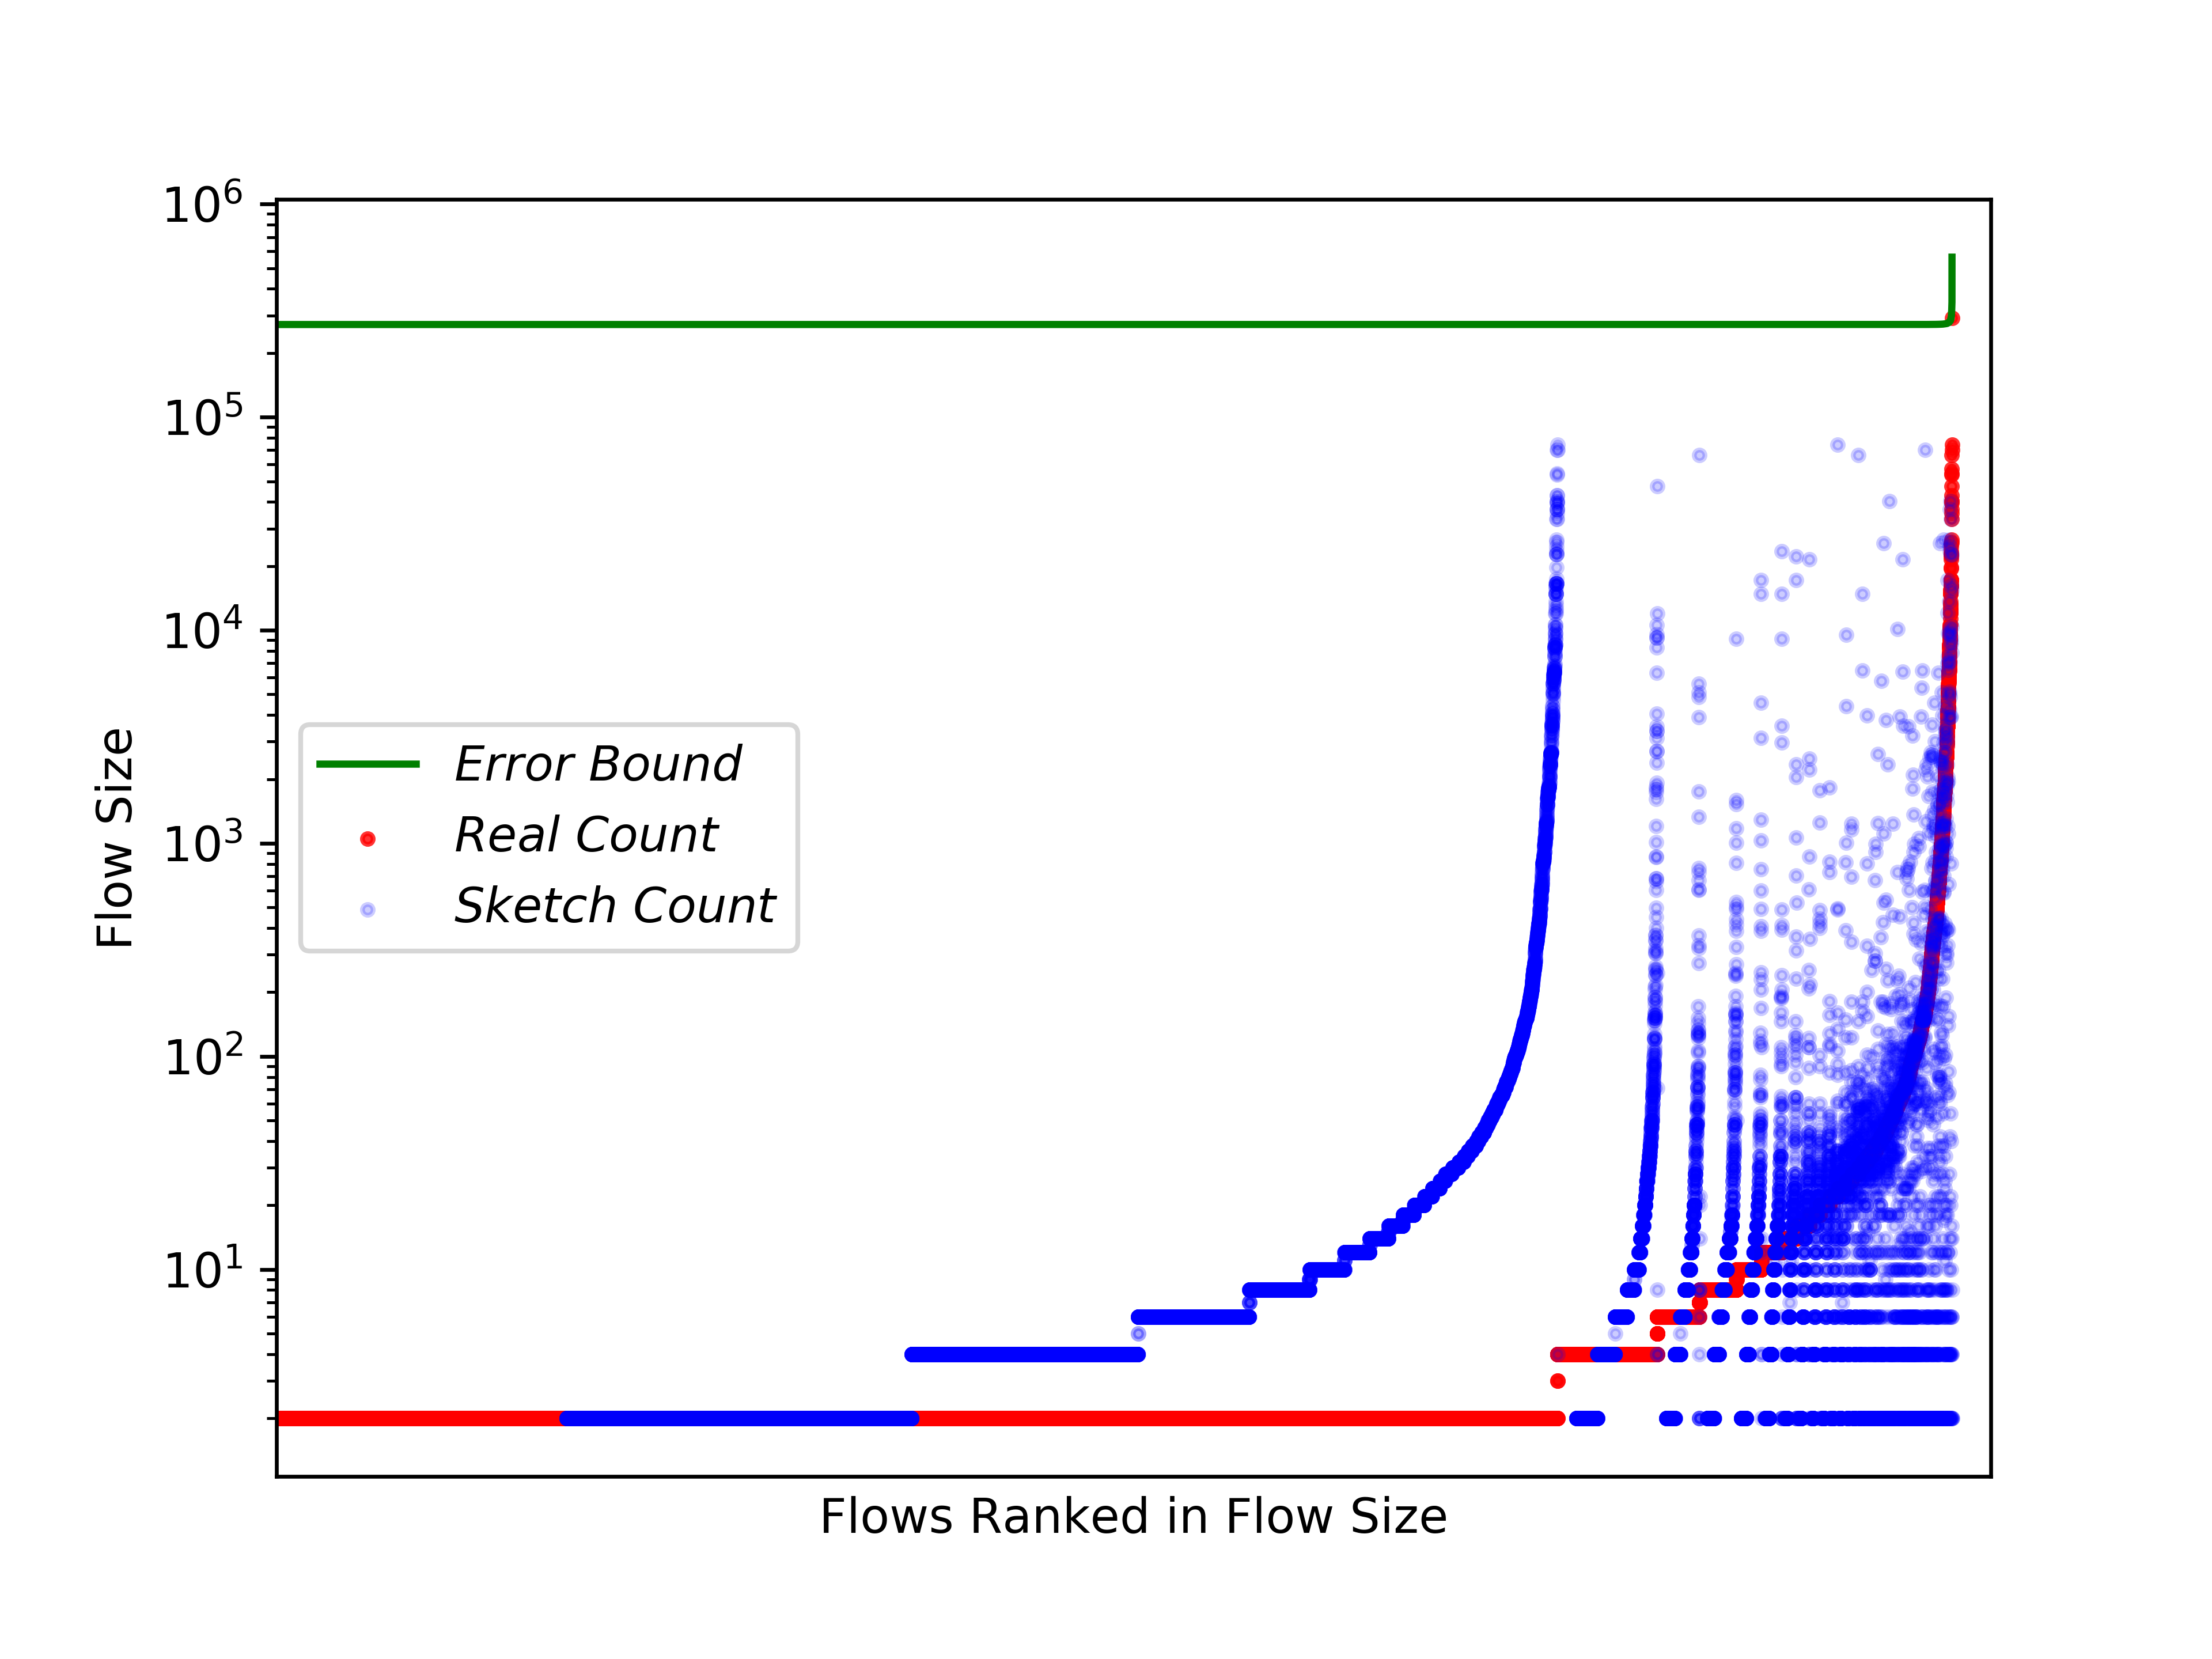 10^6
10^5
10^4
10^3
10^2
10^1
Flow Size
Error Bound
Real Count
Sketch Count
Flows Ranked in Flow Size